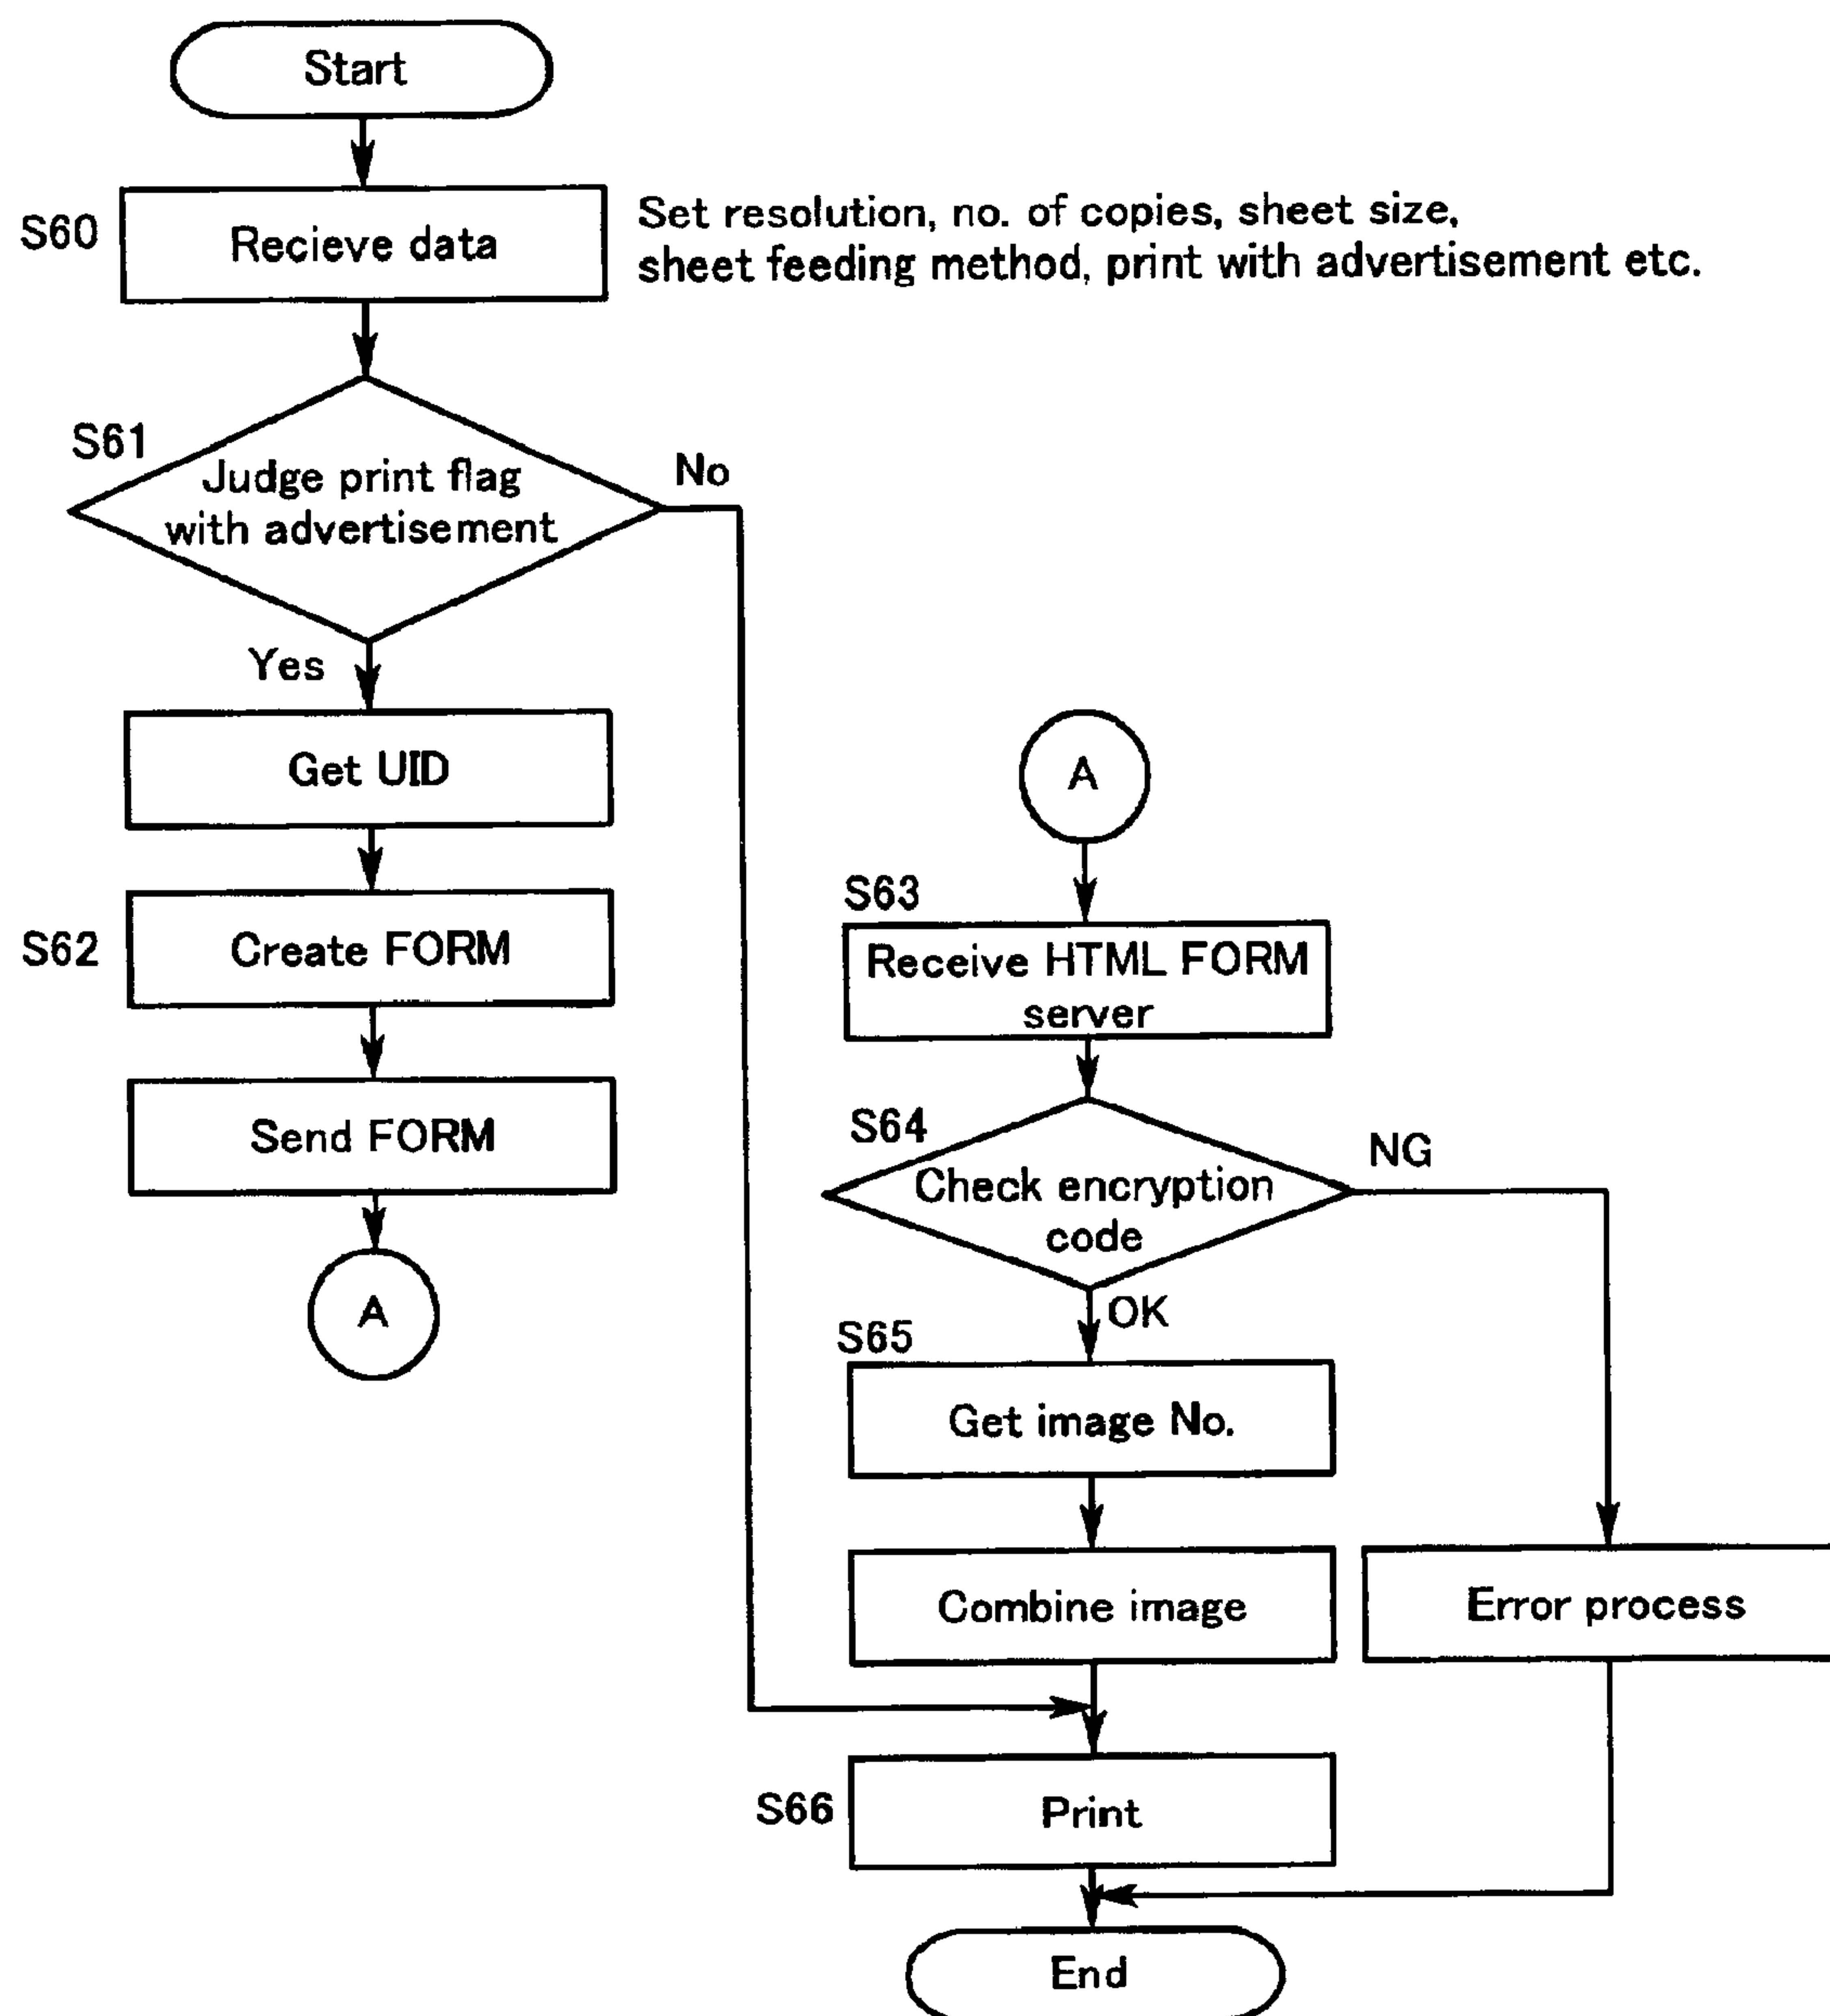 Start
S60
Recieve data
Set resolution, no. of copies, sheet size,
sheet feeding method, print with advertisement etc.
S61
Judge print flag
with advertisement
No
Yes
Get UID
S62
Create FORM
Send FORM
A
A
S63
Receive HTML FORM
server
S64
Check encryption
code
NG
OK
S65
Get image No.
Combine image
Error process
S66
Print
End